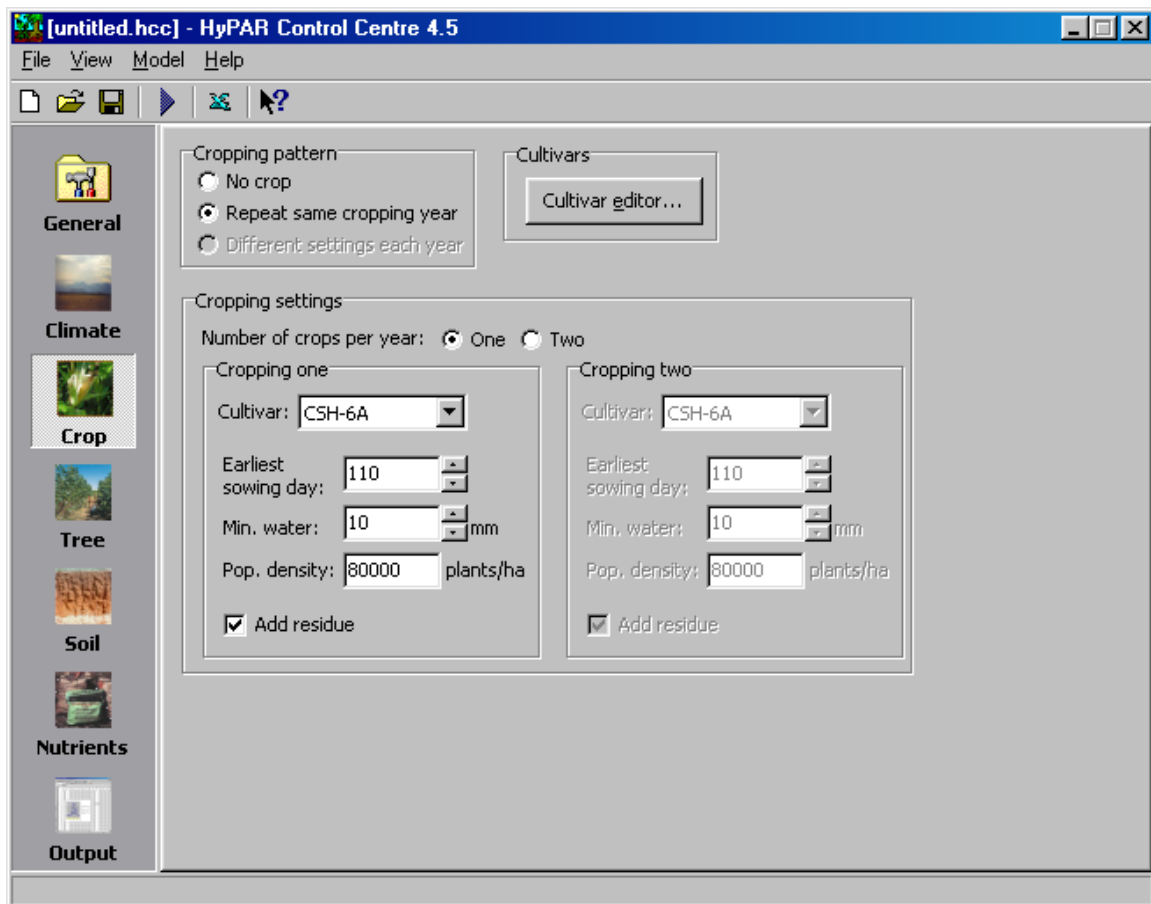 [untitled.hcc] - HyPAR Control Centre 4.5
File View Model Help
General
Climate
Crop
Tree
Soil
Nutrients
Output
Cropping pattern
No crop
Repeat same cropping year
Different settings each year
Cultivars
Cultivar editor...
Cropping settings
Number of crops per year: One Two
Cropping one
Cultivar: CSH-6A
Earliest
sowing day: 110
Min. water: 10 mm
Pop. density: 80000 plants/ha
Add residue
Cropping two
Cultivar: CSH-6A
Earliest
sowing day: 110
Min. water: 10 mm
Pop. density: 80000 plants/ha
Add residue